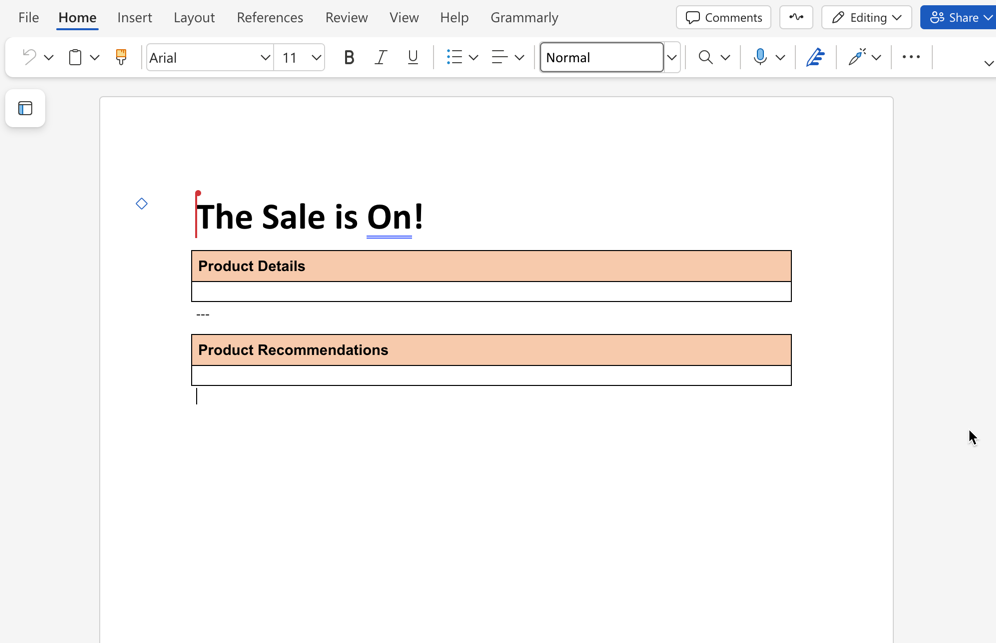 File Home Insert Layout References Review View Help Grammarly Comments Editing Share
Arial 11 B I U Normal
The Sale is On!
Product Details
---
Product Recommendations